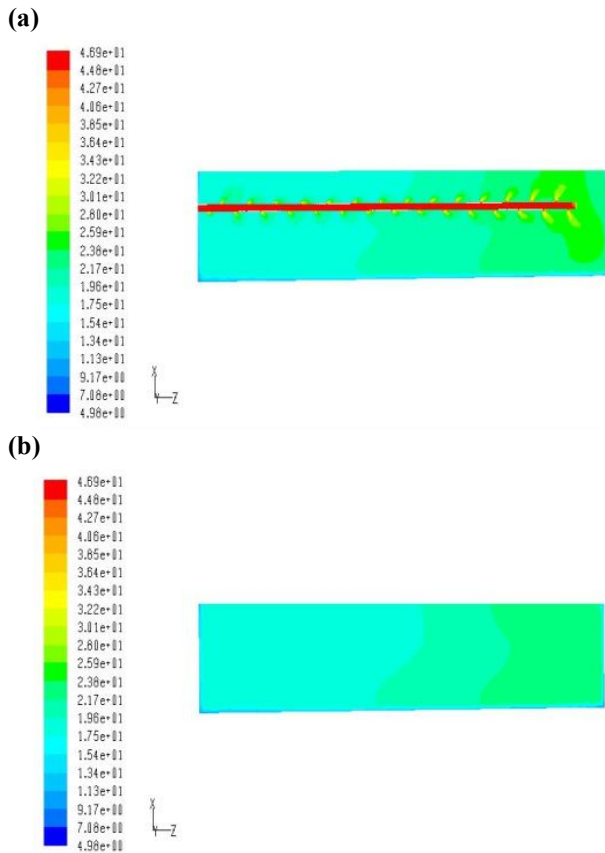 (a)
4.69e+01
4.48e+01
4.27e+01
4.06e+01
3.85e+01
3.64e+01
3.43e+01
3.22e+01
3.01e+01
2.80e+01
2.59e+01
2.38e+01
2.17e+01
1.96e+01
1.75e+01
1.54e+01
1.34e+01
1.13e+01
9.17e+00
7.08e+00
4.98e+00
X
Y Z
(b)
4.69e+01
4.48e+01
4.27e+01
4.06e+01
3.85e+01
3.64e+01
3.43e+01
3.22e+01
3.01e+01
2.80e+01
2.59e+01
2.38e+01
2.17e+01
1.96e+01
1.75e+01
1.54e+01
1.34e+01
1.13e+01
9.17e+00
7.08e+00
4.98e+00
X
Y Z